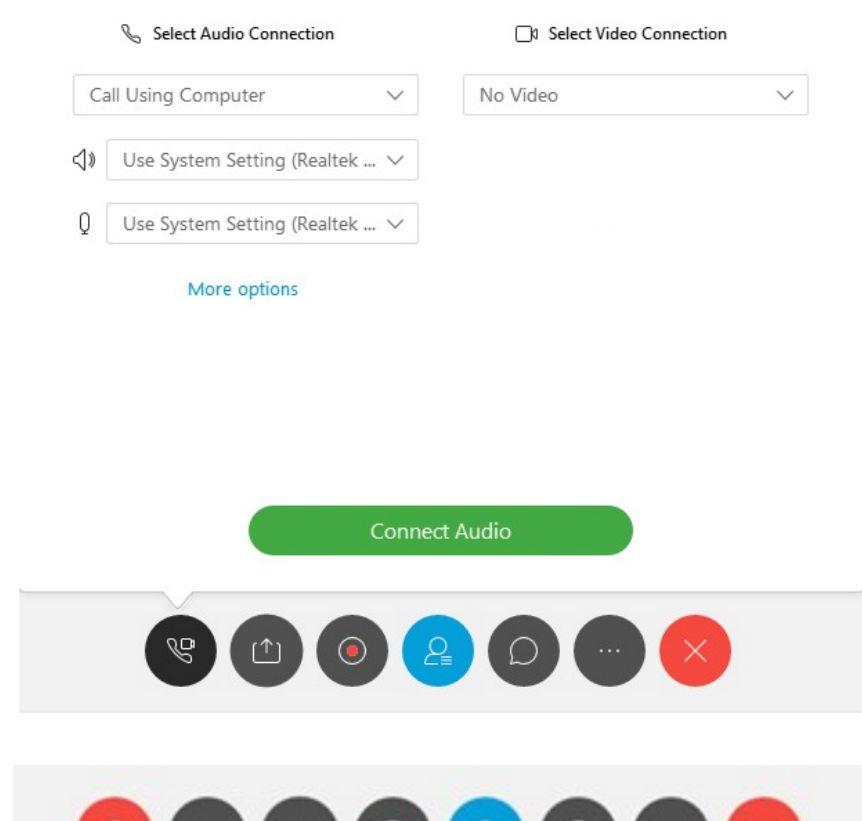 Select Audio Connection
Select Video Connection
Call Using Computer
No Video
Use System Setting (Realtek ...
Use System Setting (Realtek ...
More options
Connect Audio